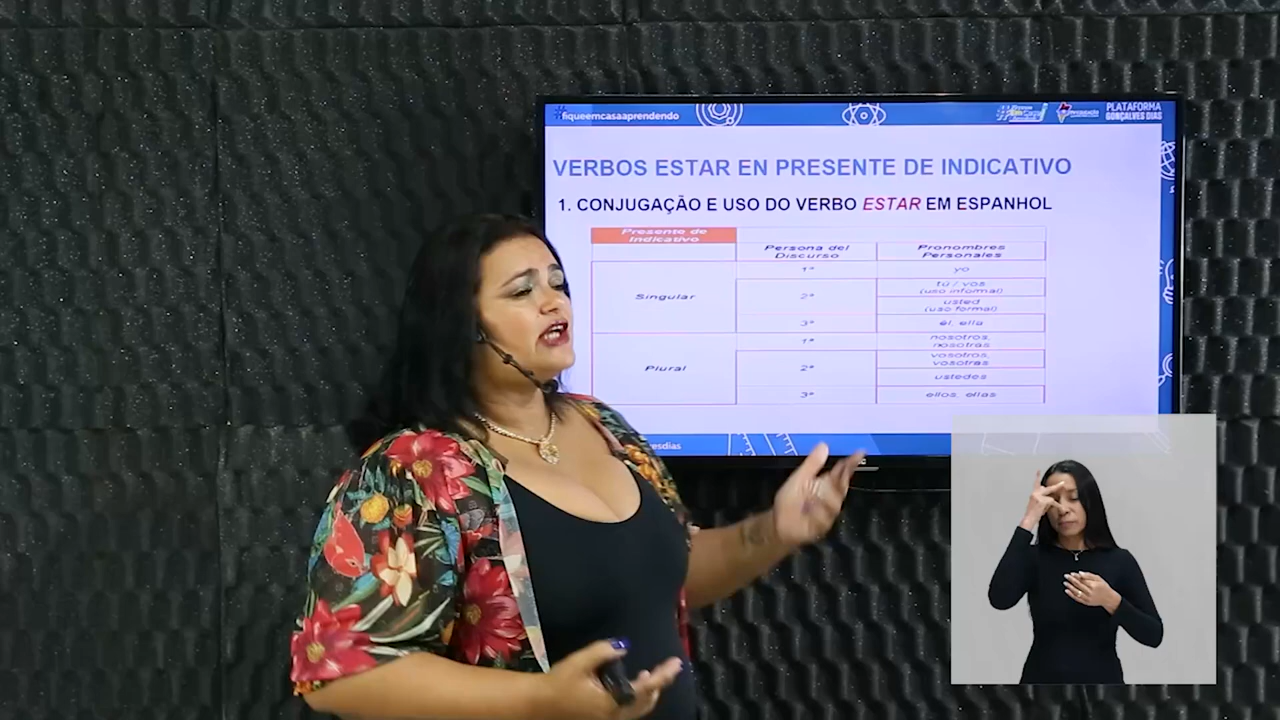 #fiqueemcasaaprendendo
PLATAFORMA
GONÇALVES DIAS
VERBOS ESTAR EN PRESENTE DE INDICATIVO
1. CONJUGAÇÃO E USO DO VERBO ESTAR EM ESPANHOL
Presente de
Indicativo
Persona del
Discurso
Pronombres
Personales
Singular
1ª
yo
2ª
tú / vos
(uso informal)
usted
(uso formal)
3ª
él, ella
Plural
1ª
nosotros,
nosotras
2ª
vosotros,
vosotras
ustedes
3ª
ellos, ellas